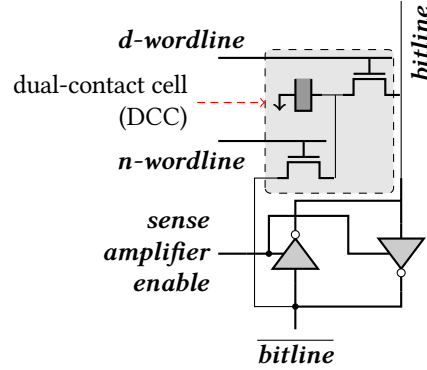 d-wordline
bitline
dual-contact cell
(DCC)
n-wordline
sense
amplifier
enable
bitline